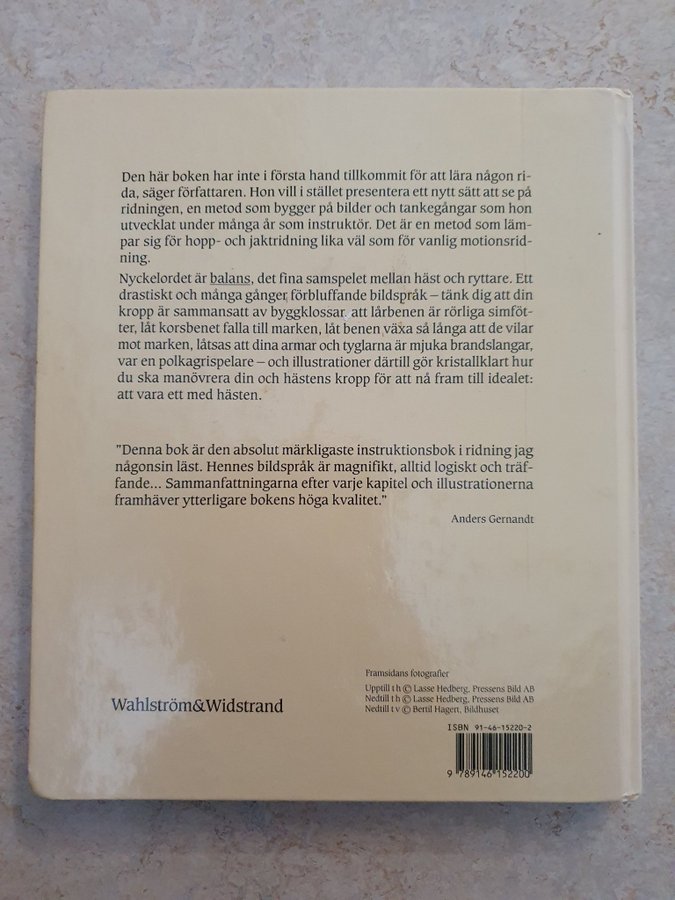 Den här boken har inte i första hand tillkommit för att lära någon ri-
da, säger författaren. Hon vill i stället presentera ett nytt sätt att se på
ridningen, en metod som bygger på bilder och tankegångar som hon
utvecklat under många år som instruktör. Det är en metod som läm-
par sig för hopp- och jaktridning lika väl som för vanlig motionsrid-
ning.
Nyckelordet är balans, det fina samspelet mellan häst och ryttare. Ett
drastiskt och många gånger förbluffande bildspråk – tänk dig att din
kropp är sammansatt av byggklossar, att lårbenen är rörliga simföt-
ter, låt korsbenet falla till marken, låt benen växa så långa att de vilar
mot marken, låtsas att dina armar och tyglarna är mjuka brandslangar,
var en polkagrispelare – och illustrationer därtill gör kristallklart hur
du ska manövrera din och hästens kropp för att nå fram till idealet:
att vara ett med hästen.
”Denna bok är den absolut märkligaste instruktionsbok i ridning jag
någonsin läst. Hennes bildspråk är magnifikt, alltid logiskt och träf-
fande... Sammanfattningarna efter varje kapitel och illustrationerna
framhäver ytterligare bokens höga kvalitet.”
Anders Gernandt
Framsidans fotografier
Upptill t h © Lasse Hedberg, Pressens Bild AB
Nedtill t h © Lasse Hedberg, Pressens Bild AB
Nedtill t v © Bertil Hagert, Bildhuset
Wahlström&Widstrand
ISBN 91-46-15220-2
9 789146 152200